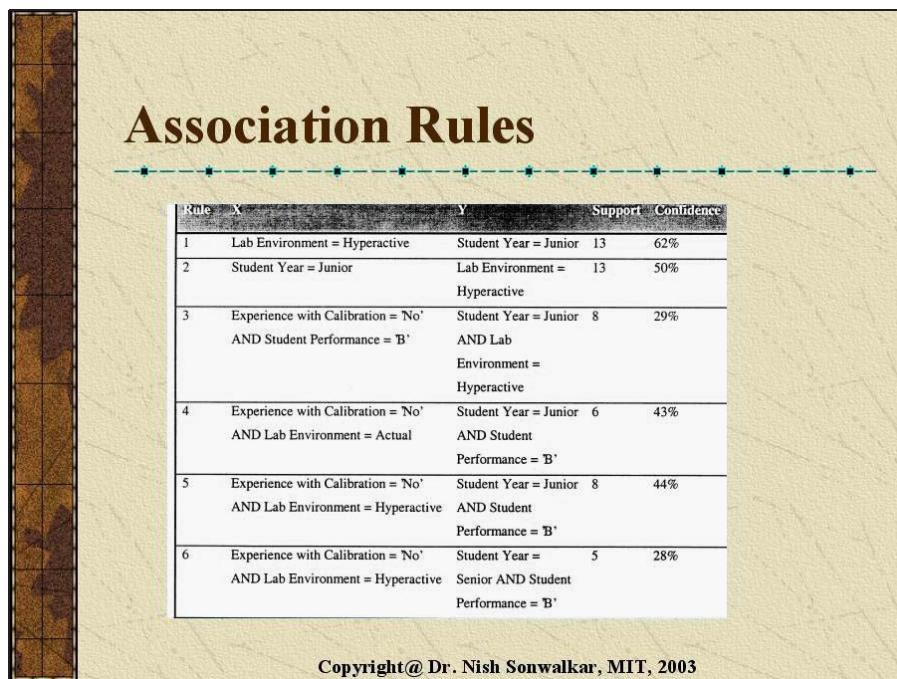 Association Rules
Rule X Y Support Confidence
1 Lab Environment = Hyperactive Student Year = Junior 13 62%
2 Student Year = Junior Lab Environment = 13 50%
Hyperactive
3 Experience with Calibration = 'No' Student Year = Junior 8 29%
AND Student Performance = 'B' AND Lab
Environment =
Hyperactive
4 Experience with Calibration = 'No' Student Year = Junior 6 43%
AND Lab Environment = Actual AND Student
Performance = 'B'
5 Experience with Calibration = 'No' Student Year = Junior 8 44%
AND Lab Environment = Hyperactive AND Student
Performance = 'B'
6 Experience with Calibration = 'No' Student Year = 5 28%
AND Lab Environment = Hyperactive Senior AND Student
Performance = 'B'
Copyright@ Dr. Nish Sonwalkar, MIT, 2003